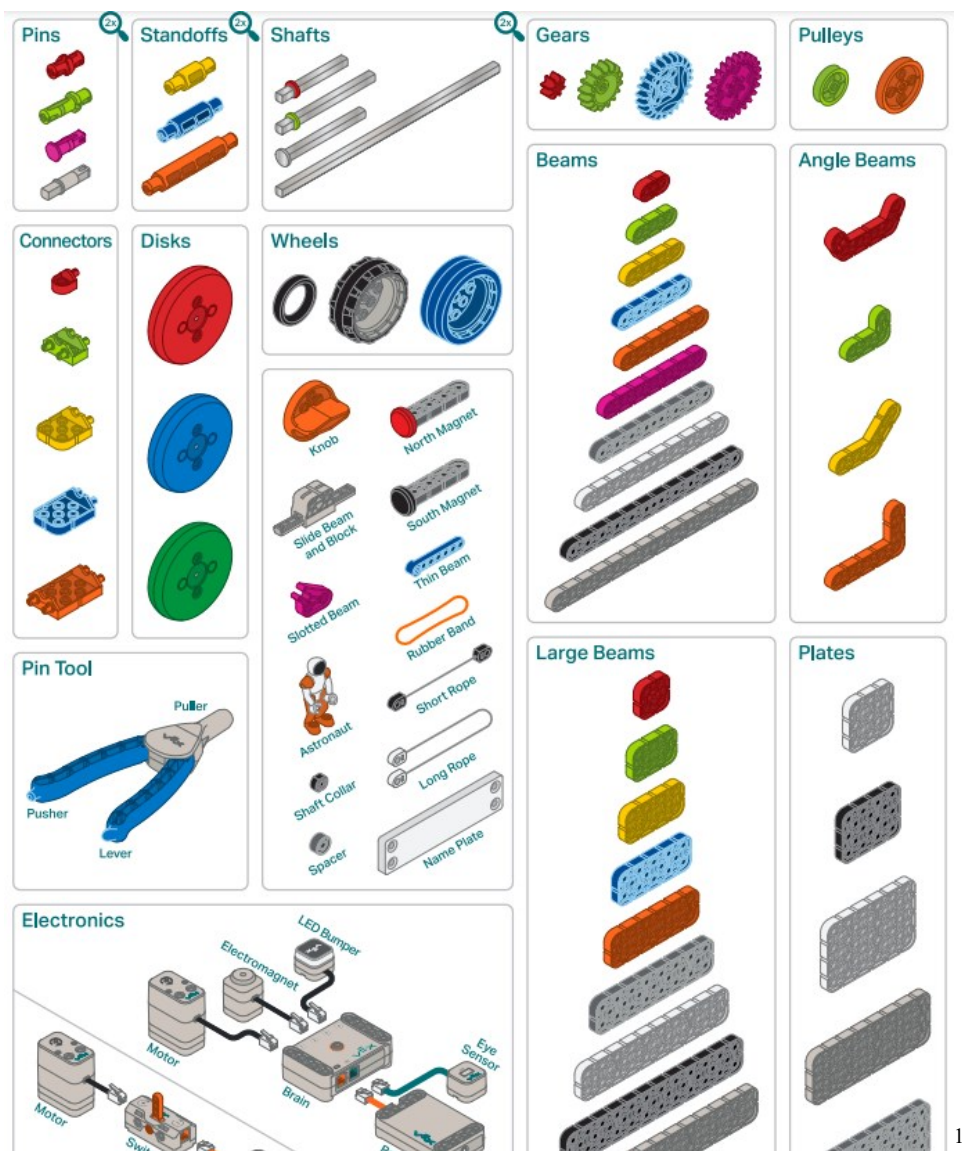 Pins
2x
Standoffs
2x
Shafts
2x
Gears
Pulleys
Beams
Angle Beams
Connectors
Disks
Wheels
Knob
North Magnet
Slide Beam
and Block
South Magnet
Thin Beam
Slotted Beam
Rubber Band
Astronaut
Short Rope
Shaft Collar
Long Rope
Spacer
Name Plate
Pin Tool
Puller
Pusher
Lever
Large Beams
Plates
Electronics
LED Bumper
Electromagnet
Motor
Brain
Eye
Sensor
Motor
1